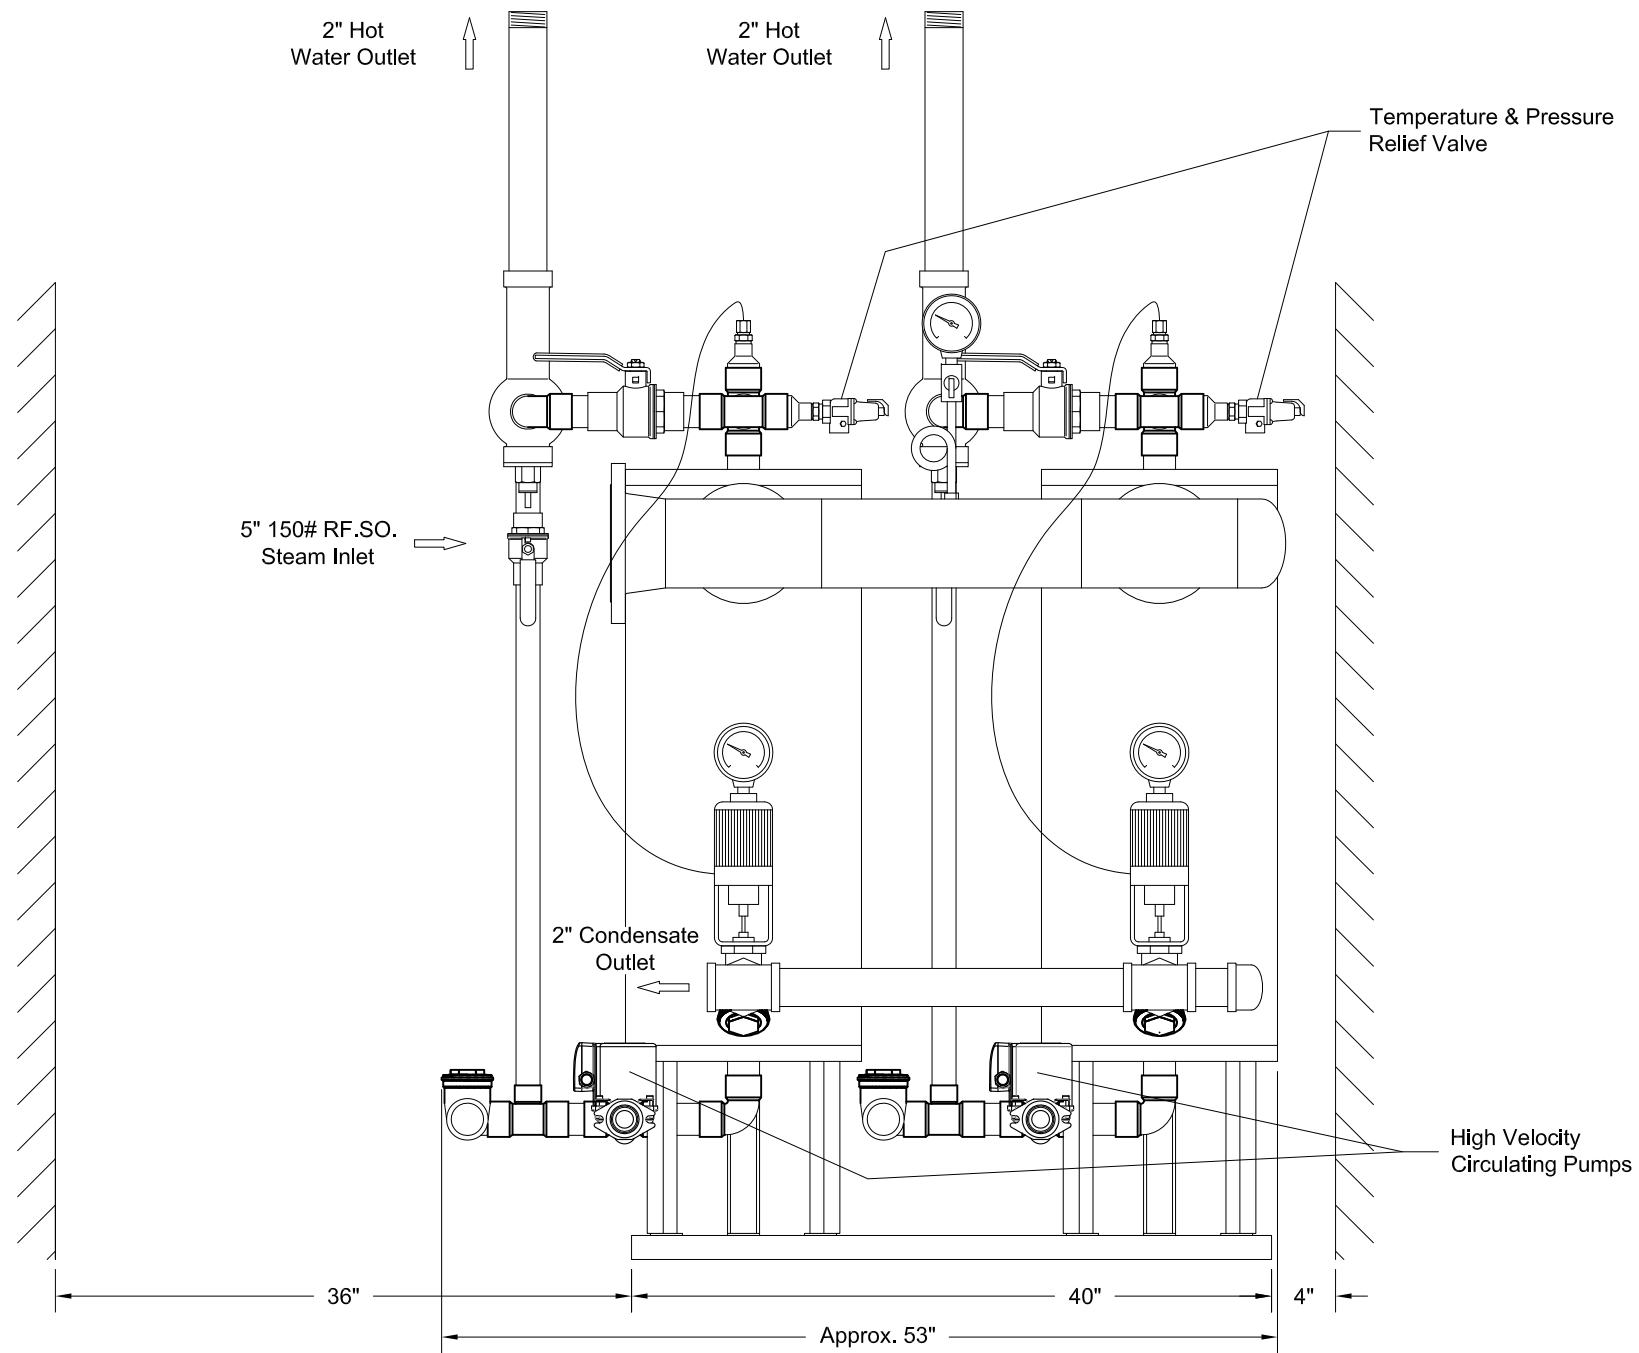 2" Hot
Water Outlet
2" Hot
Water Outlet
Temperature & Pressure
Relief Valve
5" 150# RF.SO.
Steam Inlet
2" Condensate
Outlet
High Velocity
Circulating Pumps
36"
40"
4"
Approx. 53"